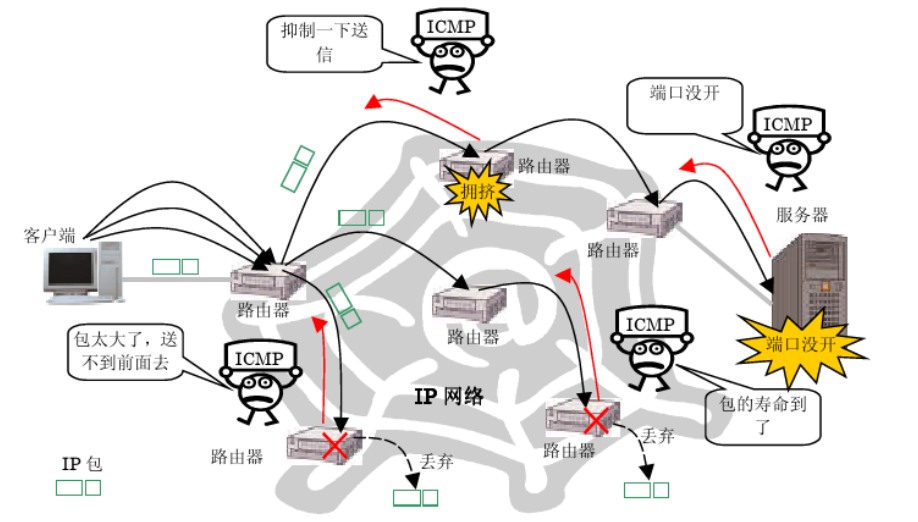 抑制一下送
信
ICMP
端口没开
ICMP
路由器
拥挤
服务器
客户端
路由器
路由器
路由器
端口没开
包太大了，送
不到前面去
ICMP
ICMP
IP 网络
包的寿命到
了
路由器
丢弃
路由器
丢弃
IP 包